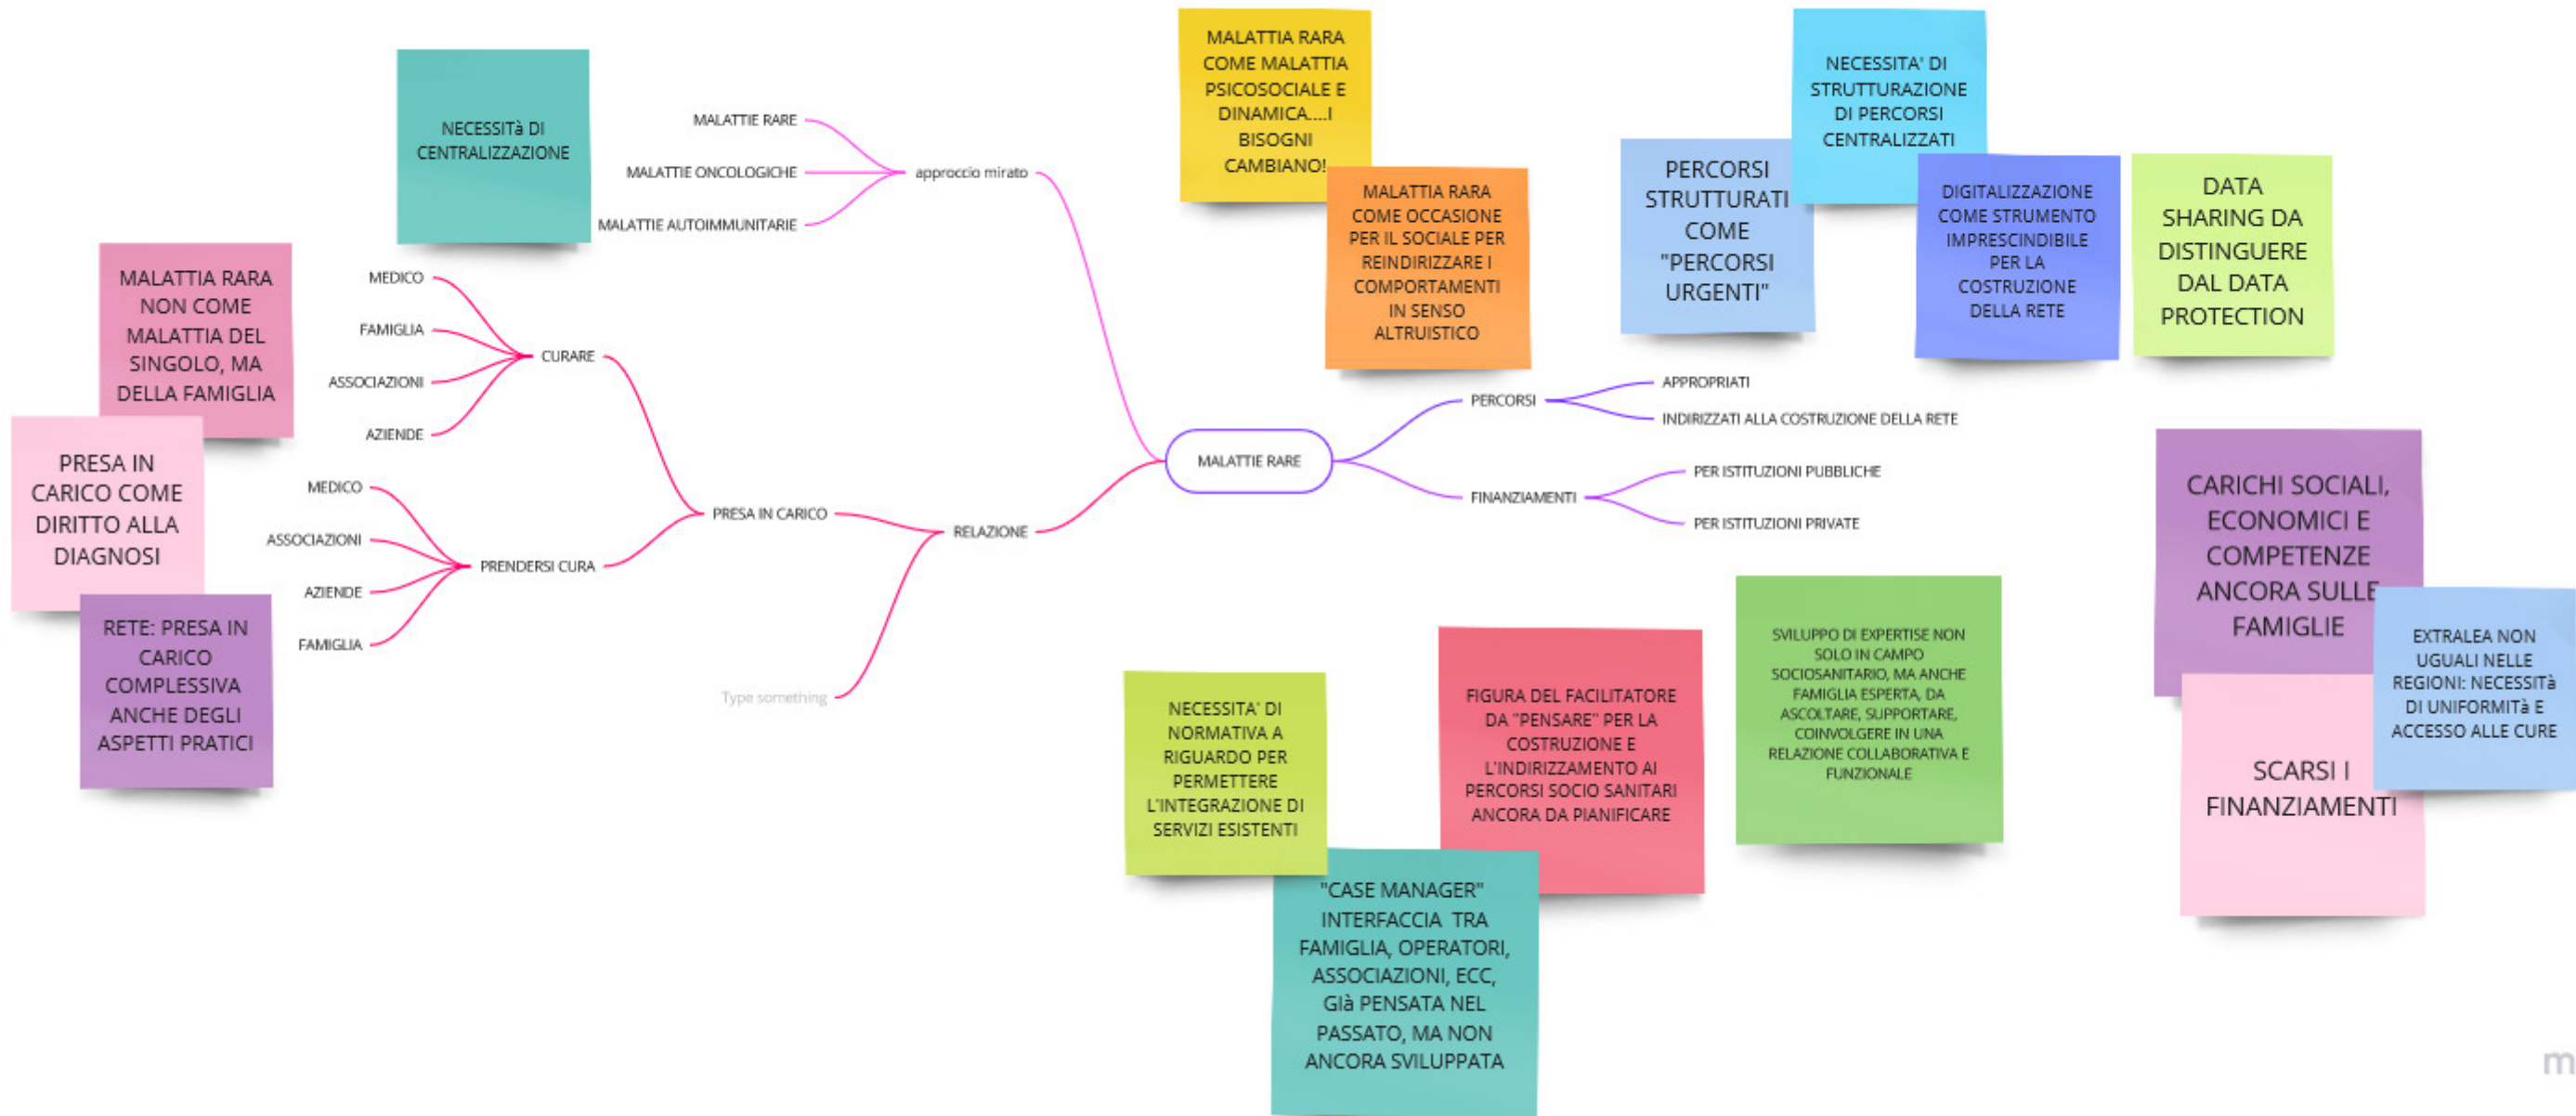 NECESSITà DI
CENTRALIZZAZIONE
MALATTIE RARE
MALATTIE ONCOLOGICHE
MALATTIE AUTOIMMUNITARIE
approccio mirato
MALATTIA RARA
NON COME
MALATTIA DEL
SINGOLO, MA
DELLA FAMIGLIA
PRESA IN
CARICO COME
DIRITTO ALLA
DIAGNOSI
RETE: PRESA IN
CARICO
COMPLESSIVA
ANCHE DEGLI
ASPETTI PRATICI
MEDICO
FAMIGLIA
ASSOCIAZIONI
AZIENDE
CURARE
MEDICO
ASSOCIAZIONI
AZIENDE
FAMIGLIA
PRENDERSI CURA
PRESA IN CARICO
RELAZIONE
Type something
MALATTIE RARE
MALATTIA RARA
COME MALATTIA
PSICOSOCIALE E
DINAMICA....I
BISOGNI
CAMBIANO!
MALATTIA RARA
COME OCCASIONE
PER IL SOCIALE PER
REINDIRIZZARE I
COMPORTAMENTI
IN SENSO
ALTRUISTICO
PERCORSI
STRUTTURATI
COME
"PERCORSI
URGENTI"
NECESSITA' DI
STRUTTURAZIONE
DI PERCORSI
CENTRALIZZATI
DIGITALIZZAZIONE
COME STRUMENTO
IMPRESCINDIBILE
PER LA
COSTRUZIONE
DELLA RETE
DATA
SHARING DA
DISTINGUERE
DAL DATA
PROTECTION
PERCORSI
APPROPRIATI
INDIRIZZATI ALLA COSTRUZIONE DELLA RETE
FINANZIAMENTI
PER ISTITUZIONI PUBBLICHE
PER ISTITUZIONI PRIVATE
NECESSITA' DI
NORMATIVA A
RIGUARDO PER
PERMETTERE
L'INTEGRAZIONE DI
SERVIZI ESISTENTI
"CASE MANAGER"
INTERFACCIA TRA
FAMIGLIA, OPERATORI,
ASSOCIAZIONI, ECC,
GIà PENSATA NEL
PASSATO, MA NON
ANCORA SVILUPPATA
FIGURA DEL FACILITATORE
DA "PENSARE" PER LA
COSTRUZIONE E
L'INDIRIZZAMENTO AI
PERCORSI SOCIO SANITARI
ANCORA DA PIANIFICARE
SVILUPPO DI EXPERTISE NON
SOLO IN CAMPO
SOCIOSANITARIO, MA ANCHE
FAMIGLIA ESPERTA, DA
ASCOLTARE, SUPPORTARE,
COINVOLGERE IN UNA
RELAZIONE COLLABORATIVA E
FUNZIONALE
CARICHI SOCIALI,
ECONOMICI E
COMPETENZE
ANCORA SULLE
FAMIGLIE
EXTRALEA NON
UGUALI NELLE
REGIONI: NECESSITà
DI UNIFORMITà E
ACCESSO ALLE CURE
SCARSI I
FINANZIAMENTI
m